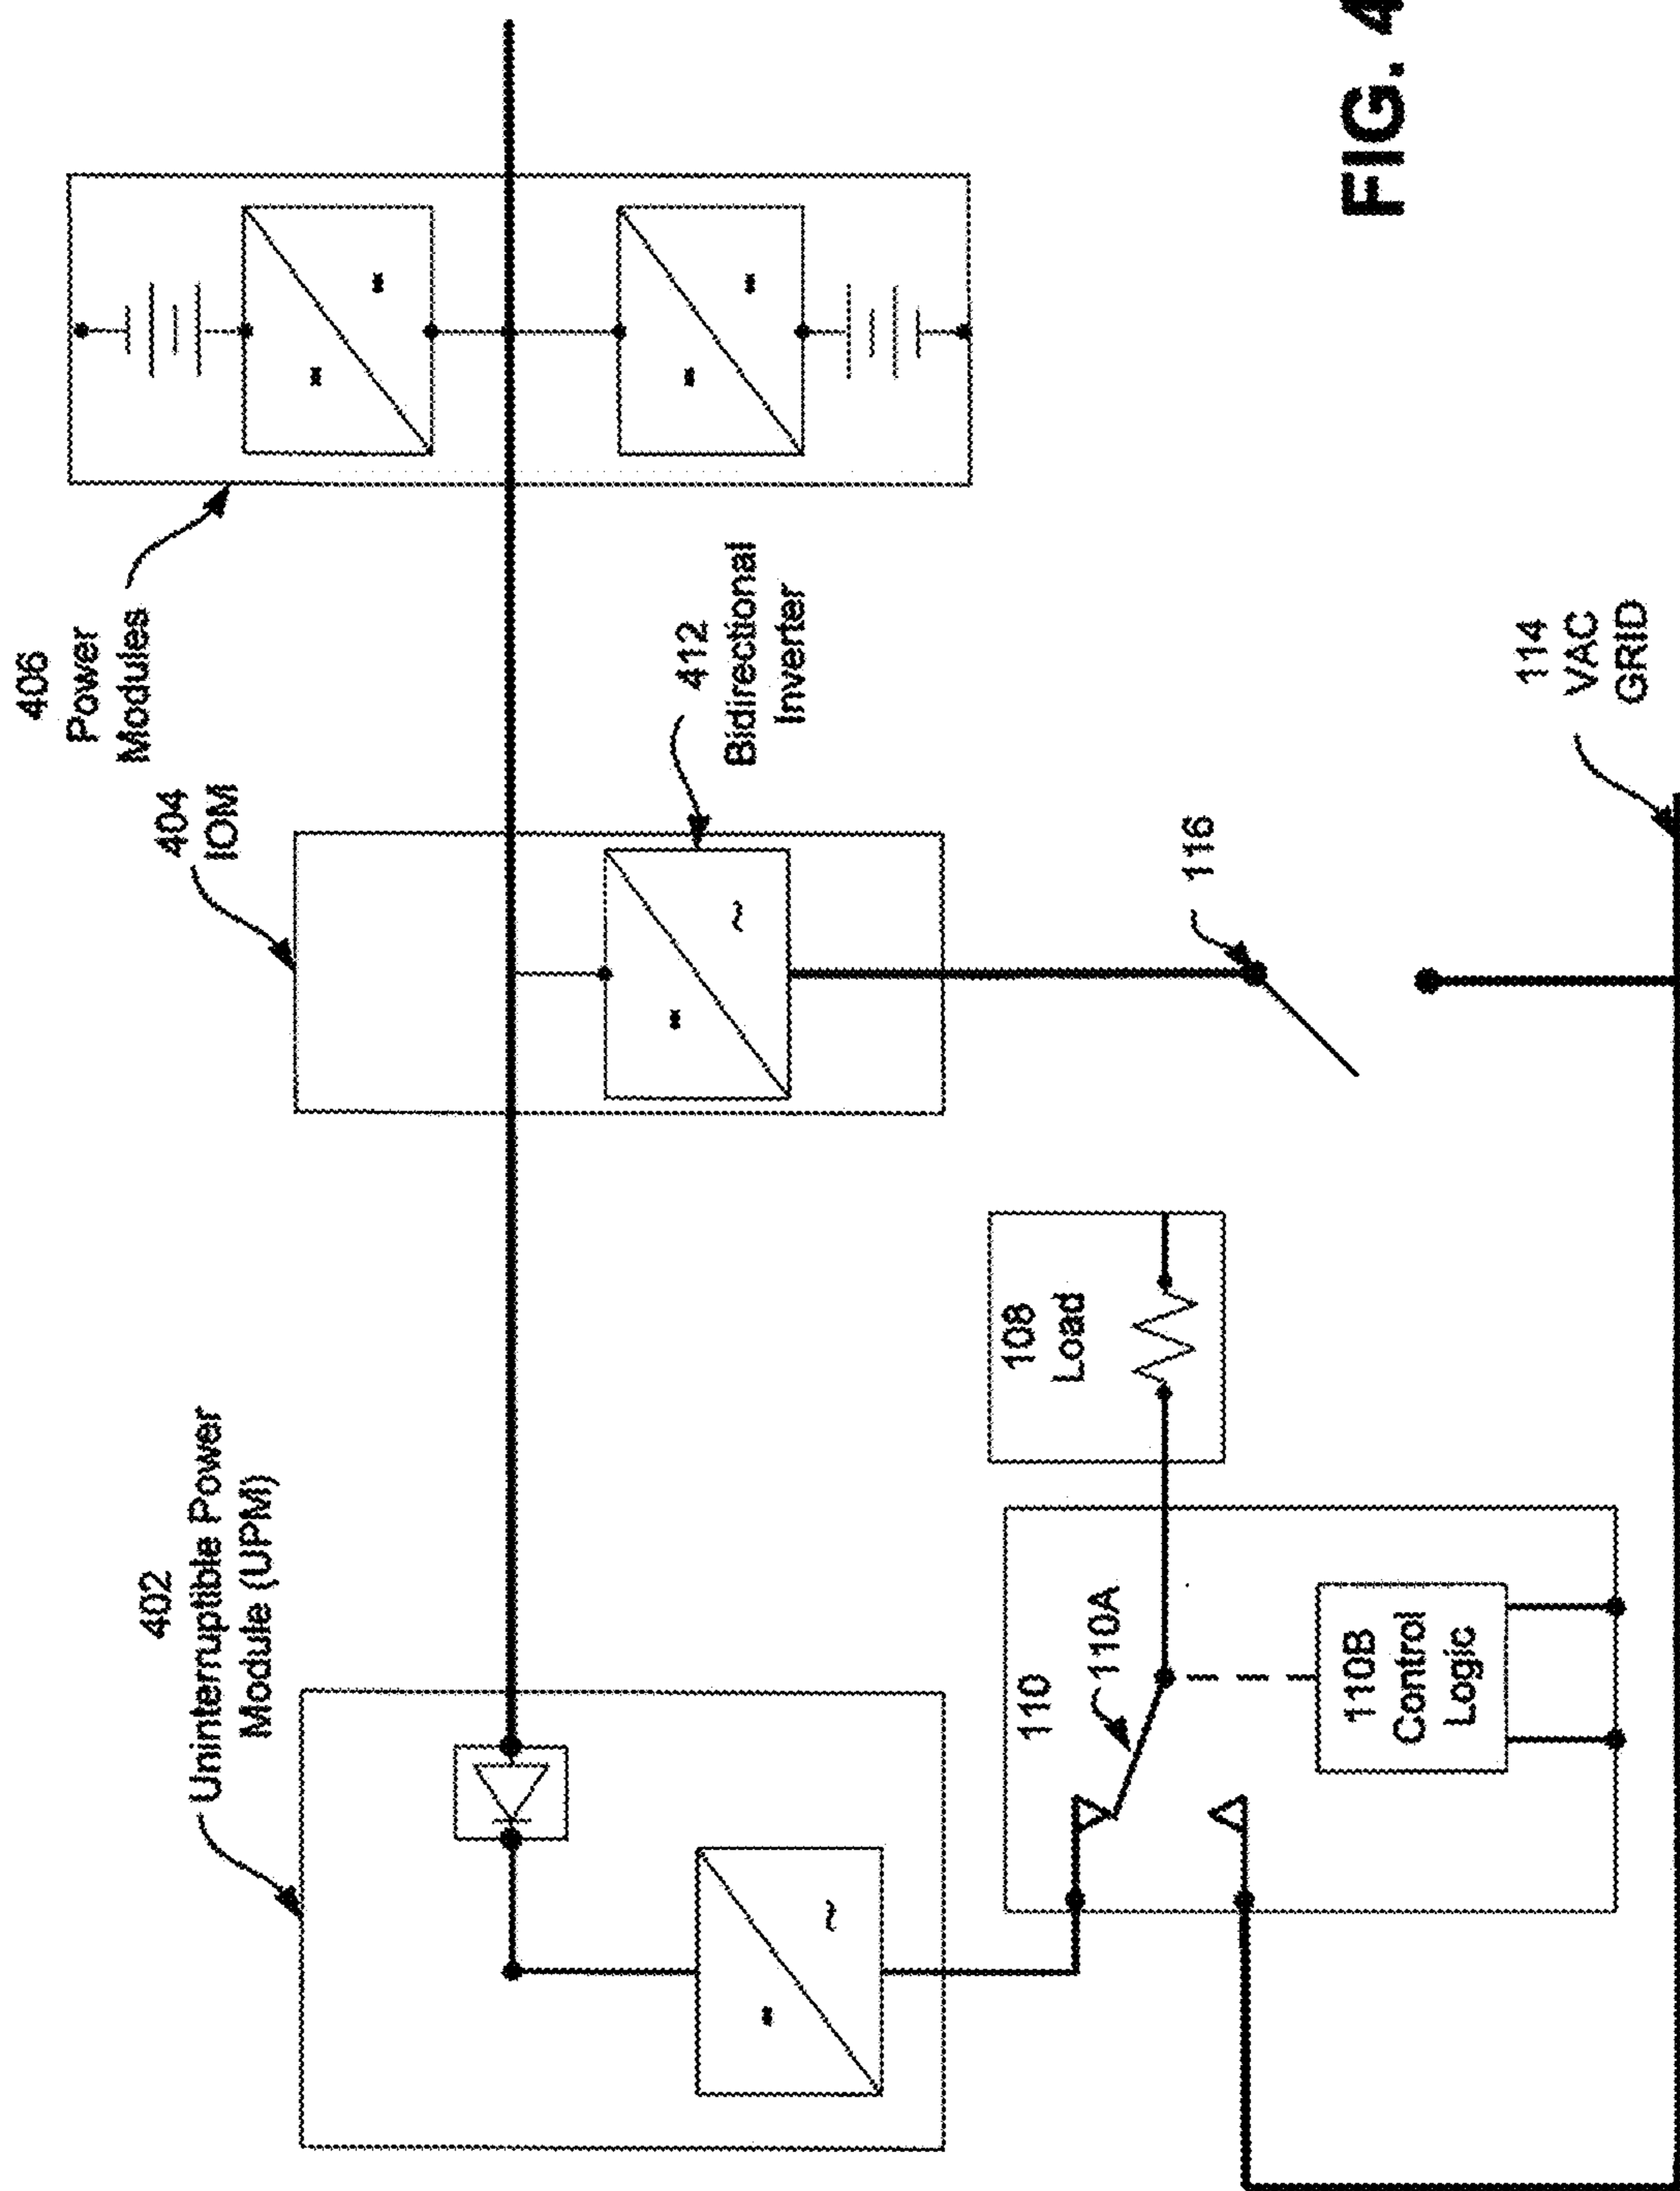 406
Power
Modules
404
IOM
412
Bidirectional
Inverter
402
Uninterruptible Power
Module (UPM)
108
Load
116
114
VAC
GRID
110
110A
110B
Control
Logic
FIG. 4